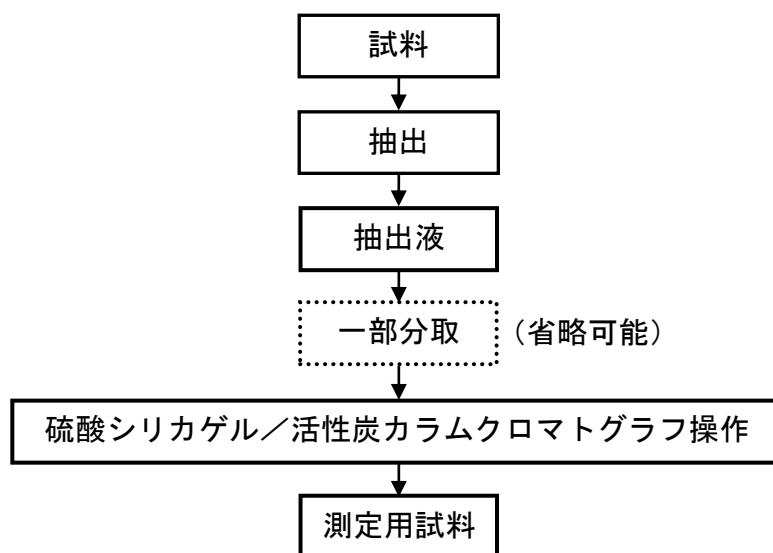 試料
抽出
抽出液
一部分取 （省略可能）
硫酸シリカゲル／活性炭カラムクロマトグラフ操作
測定用試料